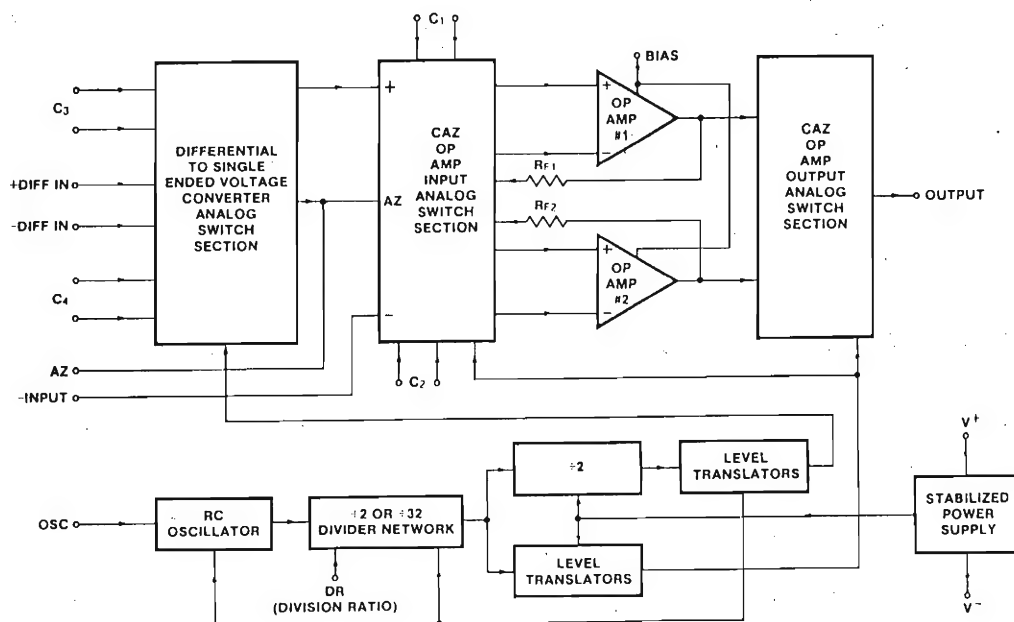 C1
BIAS
C3
+DIFF IN
-DIFF IN
C4
AZ
-INPUT
DIFFERENTIAL
TO SINGLE
ENDED VOLTAGE
CONVERTER
ANALOG
SWITCH
SECTION
+
AZ
-
CAZ
OP
AMP
INPUT
ANALOG
SWITCH
SECTION
C2
+
OP
AMP
#1
-
RF1
RF2
+
OP
AMP
#2
-
CAZ
OP
AMP
OUTPUT
ANALOG
SWITCH
SECTION
OUTPUT
OSC
RC
OSCILLATOR
÷2 OR ÷32
DIVIDER NETWORK
DR
(DIVISION RATIO)
÷2
LEVEL
TRANSLATORS
LEVEL
TRANSLATORS
V+
STABILIZED
POWER
SUPPLY
V-